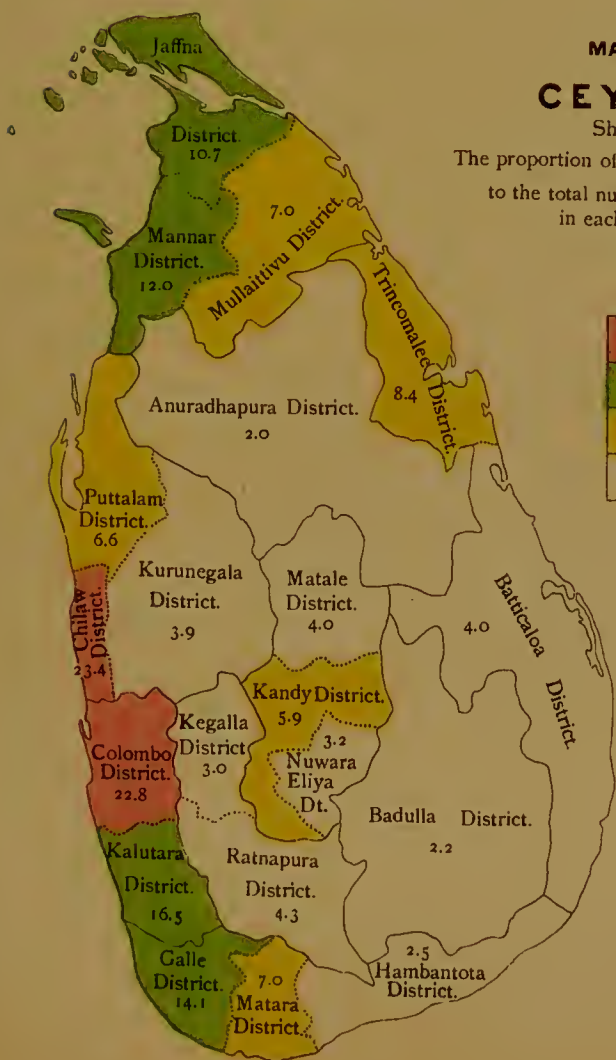 MA
CEY
Sh
The proportion of
to the total nu
in each
Jaffna
District.
10.7
Mannar
District.
12.0
7.0
Mullaittivu District.
Trincomalee District.
8.4
Anuradhapura District.
2.0
Puttalam
District.
6.6
Kurunegala
District.
3.9
Matale
District.
4.0
Batticaloa District
4.0
Chilaw
District.
23.4
Kandy District.
5.9
Kegalla
District
3.0
3.2
Nuwara
Eliya
Dt.
Colombo
District.
22.8
Badulla District.
2.2
Kalutara
District.
16.5
Ratnapura
District.
4.3
Galle
District.
14.1
7.0
Matara
District.
2.5
Hambantota
District.